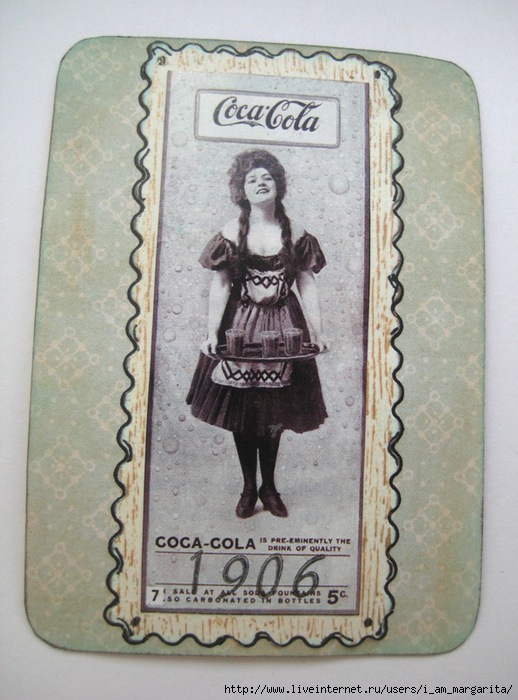 Coca-Cola
COCA-COLA IS PRE-EMINENTLY THE
DRINK OF QUALITY
1906
SALE AT ALL SODA FOUNTAINS
SO CARBONATED IN BOTTLES 5¢.
http://www.liveinternet.ru/users/i_am_margarita/